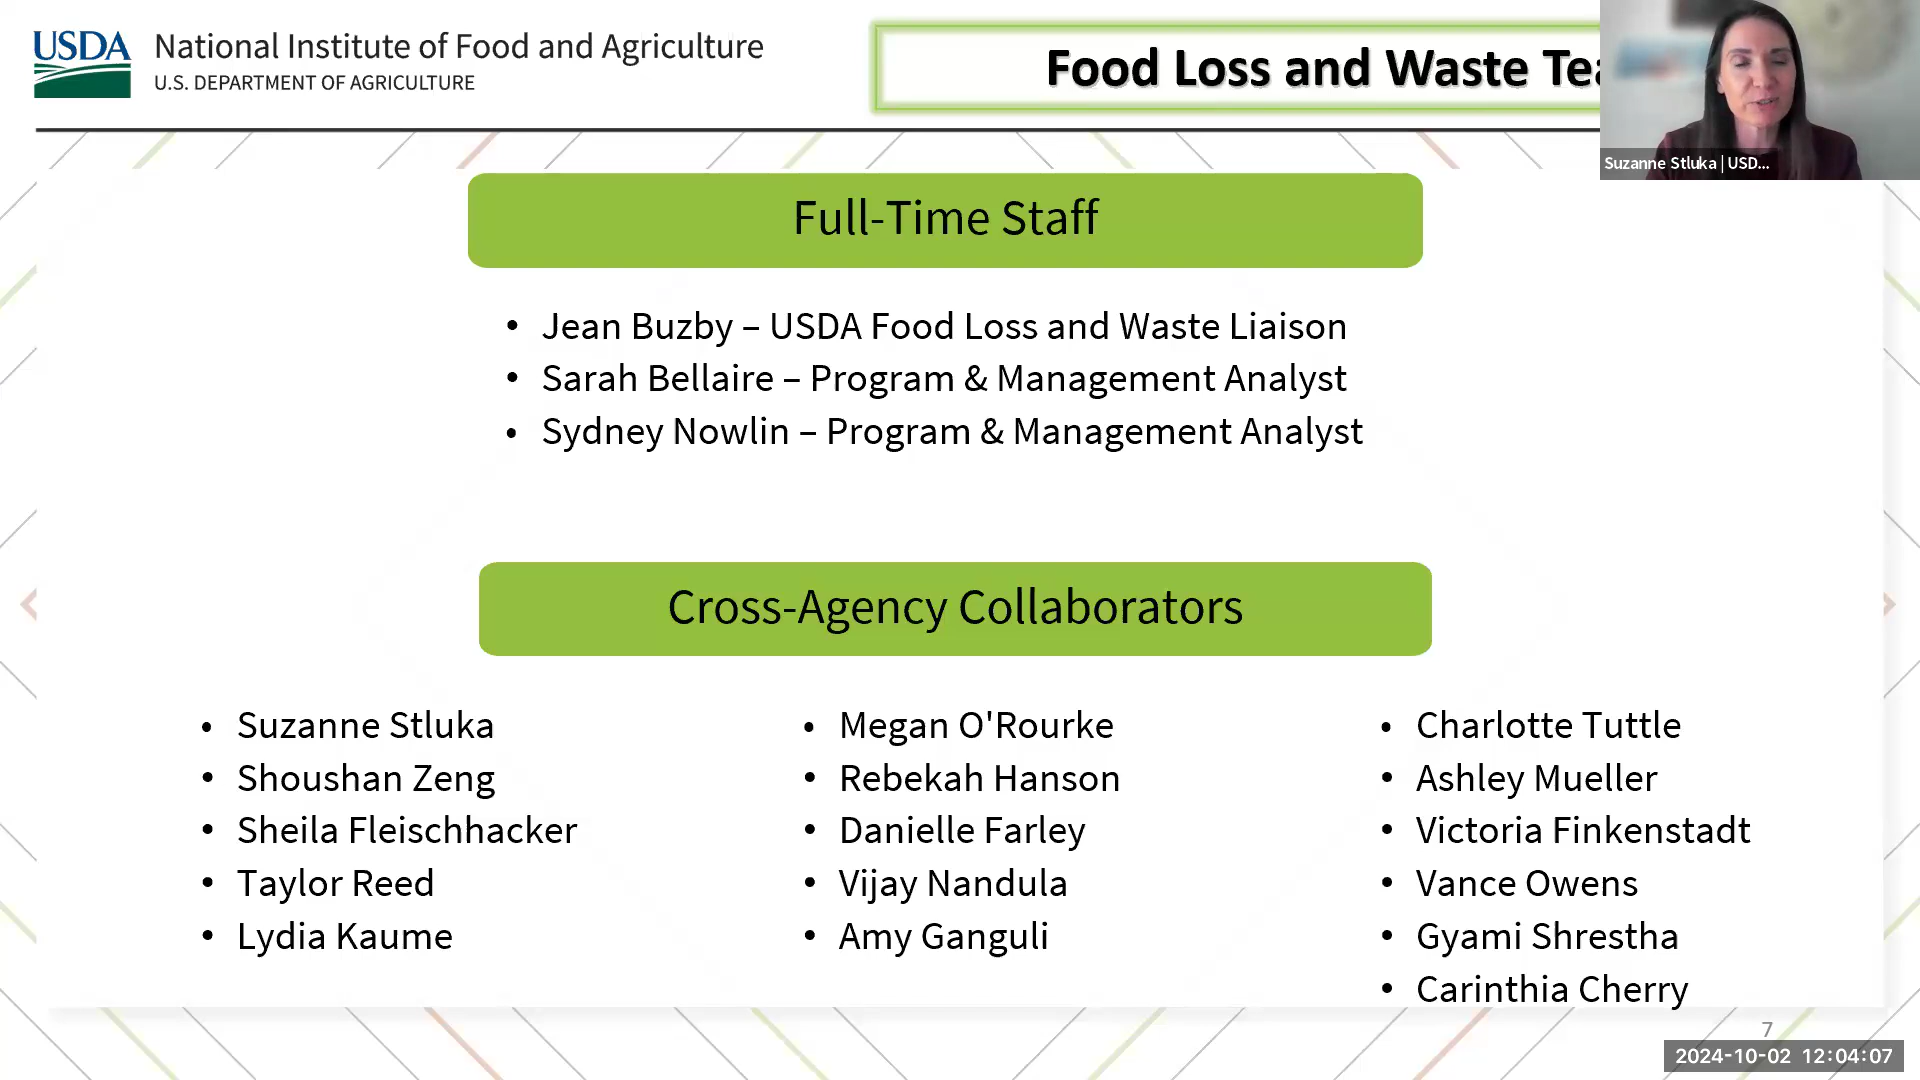 USDA
National Institute of Food and Agriculture
U.S. DEPARTMENT OF AGRICULTURE
Food Loss and Waste Tea
Suzanne Stluka | USD...
Full-Time Staff
• Jean Buzby – USDA Food Loss and Waste Liaison
• Sarah Bellaire – Program & Management Analyst
• Sydney Nowlin – Program & Management Analyst
Cross-Agency Collaborators
• Suzanne Stluka
• Shoushan Zeng
• Sheila Fleischhacker
• Taylor Reed
• Lydia Kaume
• Megan O'Rourke
• Rebekah Hanson
• Danielle Farley
• Vijay Nandula
• Amy Ganguli
• Charlotte Tuttle
• Ashley Mueller
• Victoria Finkenstadt
• Vance Owens
• Gyami Shrestha
• Carinthia Cherry
7
2024-10-02 12:04:07